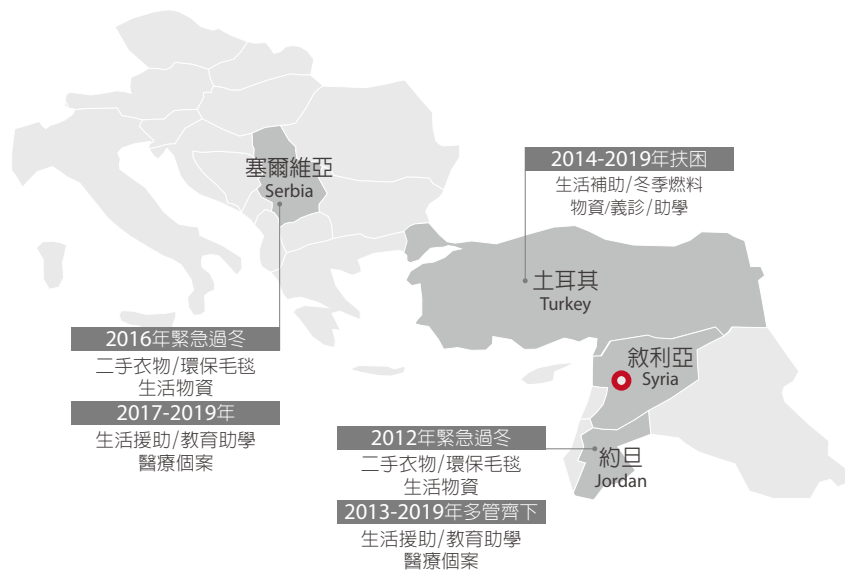 塞爾維亞
Serbia
2014-2019年扶困
生活補助/冬季燃料
物資/義診/助學
土耳其
Turkey
2016年緊急過冬
二手衣物/環保毛毯
生活物資
2017-2019年
生活援助/教育助學
醫療個案
敘利亞
Syria
2012年緊急過冬
二手衣物/環保毛毯
生活物資
2013-2019年多管齊下
生活援助/教育助學
醫療個案
約旦
Jordan